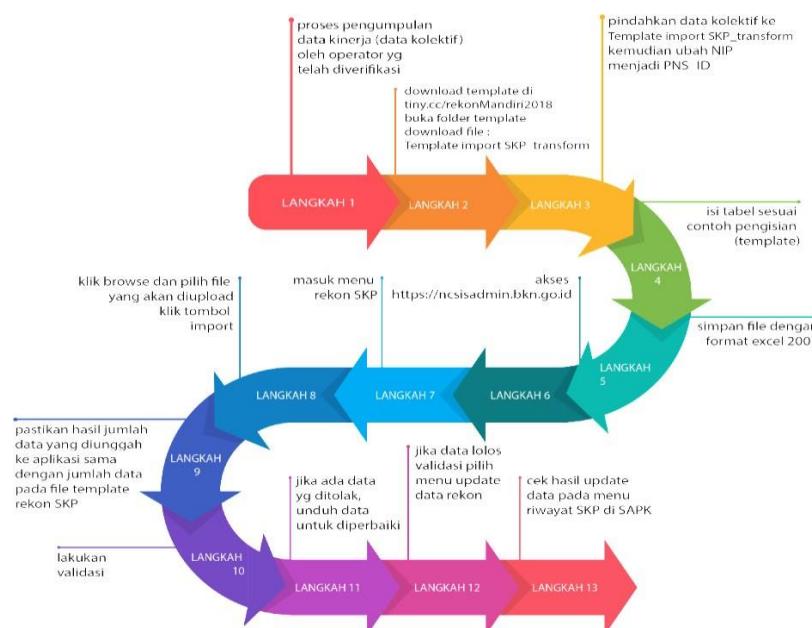 proses pengumpulan
data kinerja (data kolektif)
oleh operator yg
telah diverifikasi
download template di
tiny.cc/rekonMandiri2018
buka folder template
download file :
Template import SKP_transform
pindahkan data kolektif ke
Template import SKP_transform
kemudian ubah NIP
menjadi PNS_ID
LANGKAH 1
LANGKAH 2
LANGKAH 3
isi tabel sesuai
contoh pengisian
(template)
LANGKAH
4
simpan file dengan
format excel 200
LANGKAH
5
akses
https://ncsisadmin.bkn.go.id
LANGKAH 6
masuk menu
rekon SKP
LANGKAH 7
klik browse dan pilih file
yang akan diupload
klik tombol
import
LANGKAH 8
pastikan hasil jumlah
data yang diunggah
ke aplikasi sama
dengan jumlah data
pada file template
rekon SKP
LANGKAH
9
lakukan
validasi
LANGKAH
10
jika ada data
yg ditolak,
unduh data
untuk diperbaiki
LANGKAH 11
jika data lolos
validasi pilih
menu update
data rekon
LANGKAH 12
cek hasil update
data pada menu
riwayat SKP di SAPK
LANGKAH 13